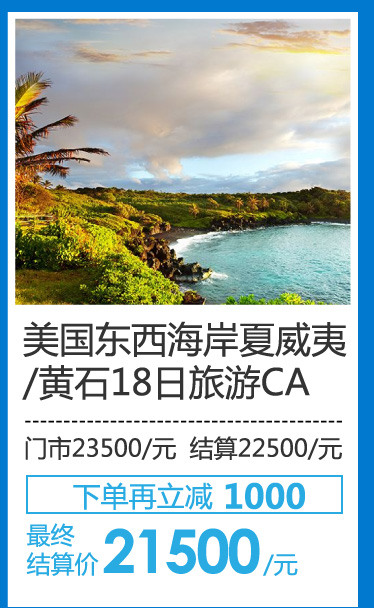 美国东西海岸夏威夷
/黄石18日旅游CA
门市23500/元 结算22500/元
下单再立减 1000
最终
结算价 21500/元